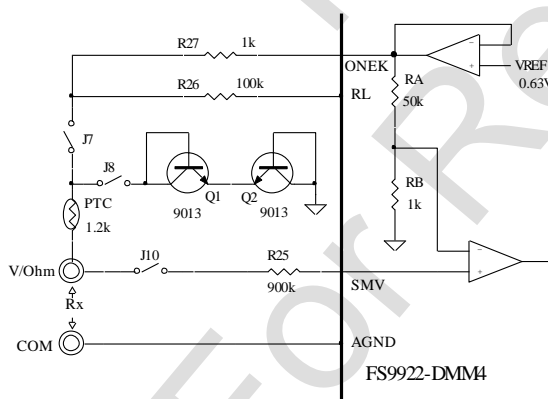 R27 1k
ONEK
VREF
0.63V
R26 100k
RL
RA
50k
J7
J8
Q1 Q2
9013 9013
RB
1k
PTC
1.2k
J10
R25
900k
V/Ohm
SMV
Rx
COM
AGND
FS9922-DMM4